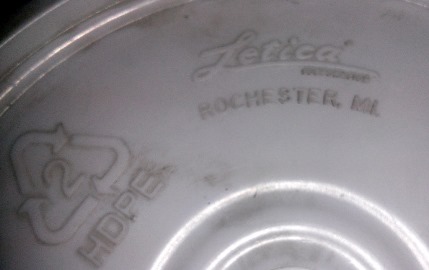 Letica
ROCHESTER, MI.
2
HDPE